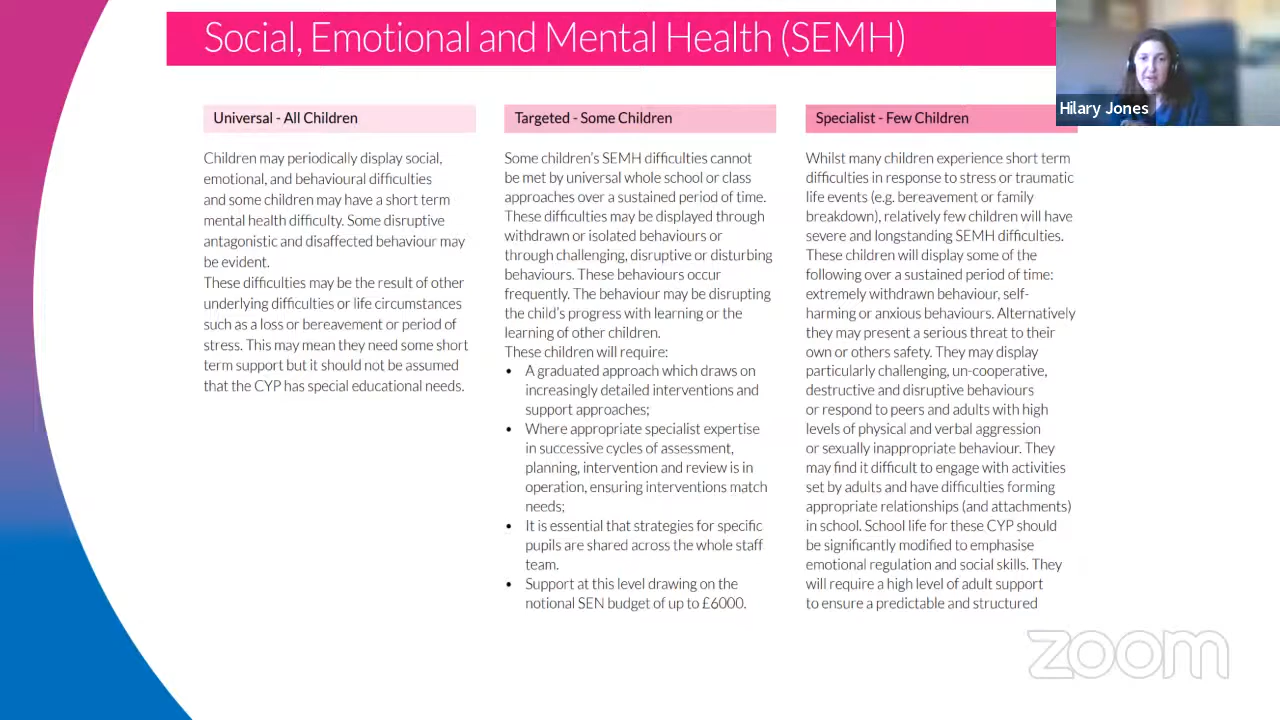 Social, Emotional and Mental Health (SEMH)
Hilary Jones
Universal - All Children
Children may periodically display social,
emotional, and behavioural difficulties
and some children may have a short term
mental health difficulty. Some disruptive
antagonistic and disaffected behaviour may
be evident.
These difficulties may be the result of other
underlying difficulties or life circumstances
such as a loss or bereavement or period of
stress. This may mean they need some short
term support but it should not be assumed
that the CYP has special educational needs.
Targeted - Some Children
Some children's SEMH difficulties cannot
be met by universal whole school or class
approaches over a sustained period of time.
These difficulties may be displayed through
withdrawn or isolated behaviours or
through challenging, disruptive or disturbing
behaviours. These behaviours occur
frequently. The behaviour may be disrupting
the child's progress with learning or the
learning of other children.
These children will require:
• A graduated approach which draws on
increasingly detailed interventions and
support approaches;
• Where appropriate specialist expertise
in successive cycles of assessment,
planning, intervention and review is in
operation, ensuring interventions match
needs;
• It is essential that strategies for specific
pupils are shared across the whole staff
team.
• Support at this level drawing on the
notional SEN budget of up to £6000.
Specialist - Few Children
Whilst many children experience short term
difficulties in response to stress or traumatic
life events (e.g. bereavement or family
breakdown), relatively few children will have
severe and longstanding SEMH difficulties.
These children will display some of the
following over a sustained period of time:
extremely withdrawn behaviour, self-
harming or anxious behaviours. Alternatively
they may present a serious threat to their
own or others safety. They may display
particularly challenging, un-cooperative,
destructive and disruptive behaviours
or respond to peers and adults with high
levels of physical and verbal aggression
or sexually inappropriate behaviour. They
may find it difficult to engage with activities
set by adults and have difficulties forming
appropriate relationships (and attachments)
in school. School life for these CYP should
be significantly modified to emphasise
emotional regulation and social skills. They
will require a high level of adult support
to ensure a predictable and structured
zoom